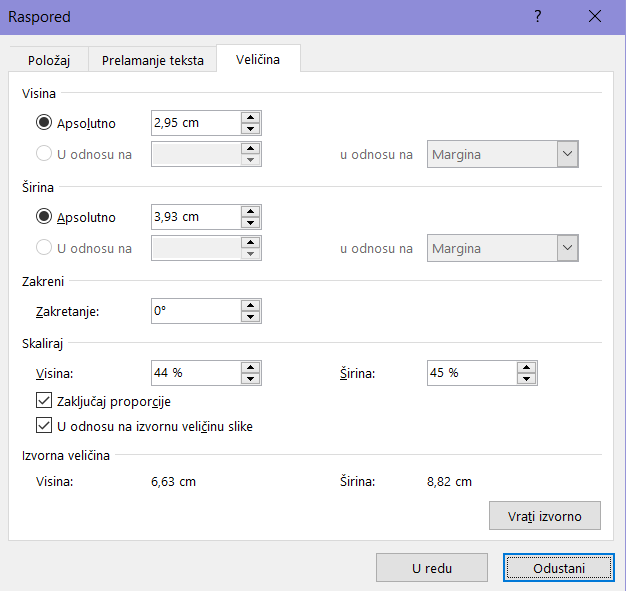 Raspored ?
Položaj Prelamanje teksta Veličina
Visina
Apsolutno 2,95 cm
U odnosu na u odnosu na Margina
Širina
Apsolutno 3,93 cm
U odnosu na u odnosu na Margina
Zakreni
Zakretanje: 0°
Skaliraj
Visina: 44 % Širina: 45 %
Zaključaj proporcije
U odnosu na izvornu veličinu slike
Izvorna veličina
Visina: 6,63 cm Širina: 8,82 cm
Vrati izvorno
U redu Odustani